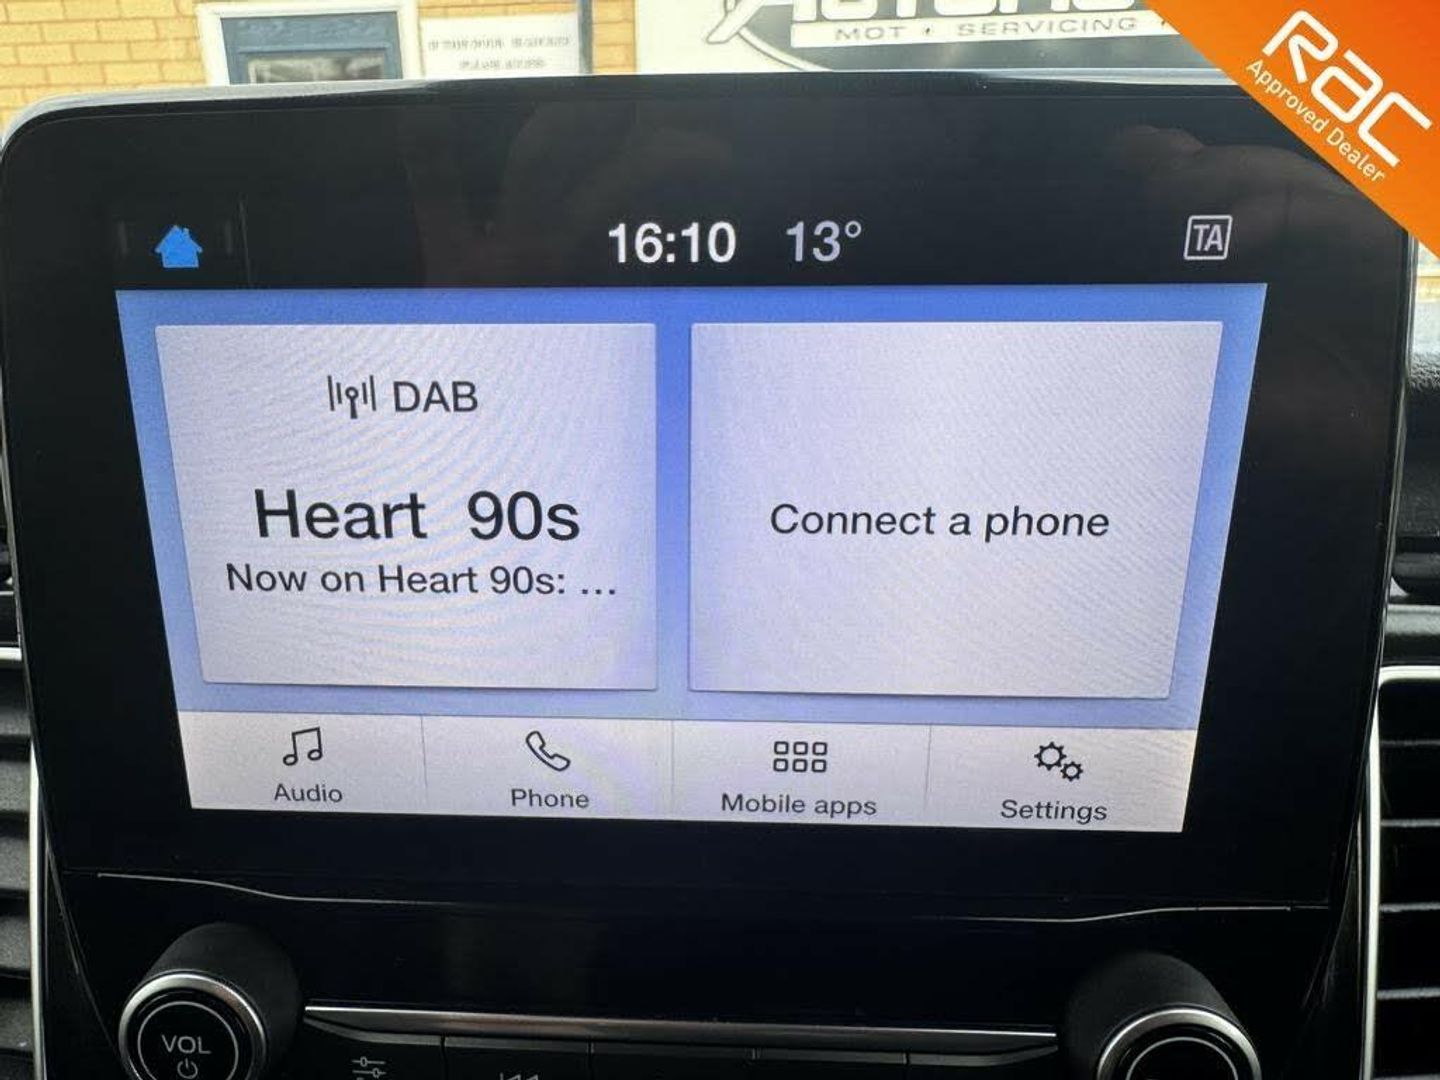 MOT • SERVICING
rac
Approved Dealer
16:10 13°
TA
DAB
Heart 90s
Now on Heart 90s: ...
Connect a phone
Audio
Phone
Mobile apps
Settings
VOL